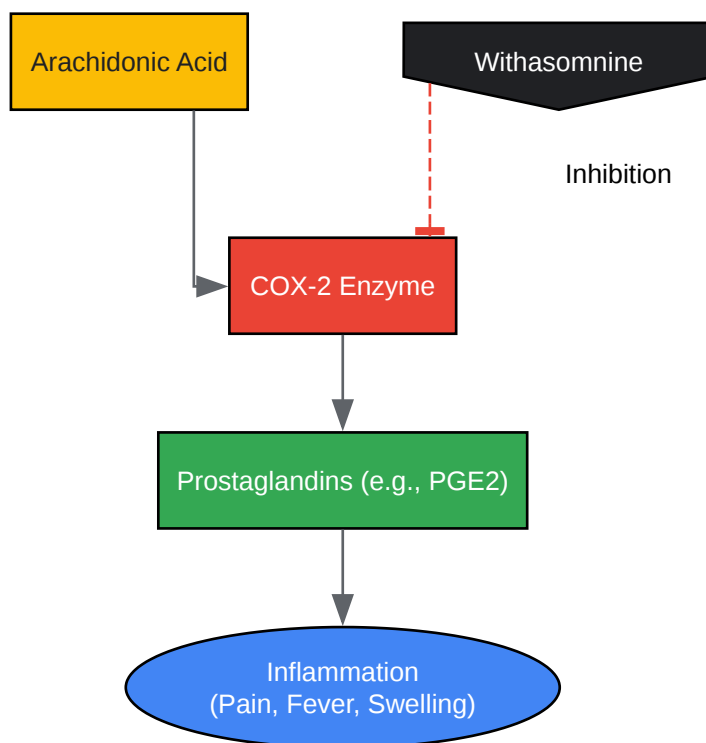 Arachidonic Acid
Withasomnine
Inhibition
COX-2 Enzyme
Prostaglandins (e.g., PGE2)
Inflammation
(Pain, Fever, Swelling)